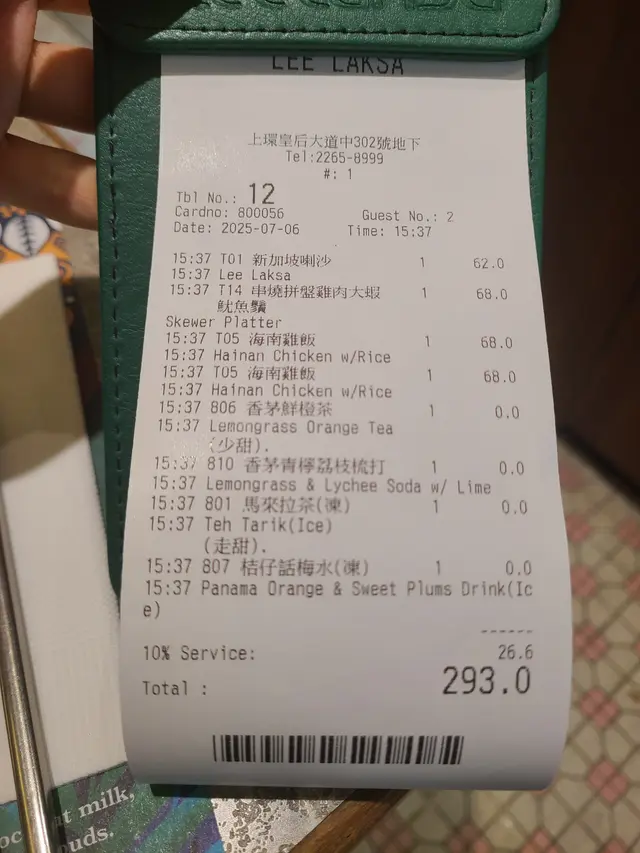 LEE LAKSA
上環皇后大道中302號地下
Tel:2265-8999
#: 1
Tbl No.: 12
Cardno: 800056 Guest No.: 2
Date: 2025-07-06 Time: 15:37
15:37 T01 新加坡喇沙 1 62.0
15:37 Lee Laksa
15:37 T14 串燒拼盤雞肉大蝦 1 68.0
魷魚鬚
Skewer Platter
15:37 T05 海南雞飯 1 68.0
15:37 Hainan Chicken w/Rice
15:37 T05 海南雞飯 1 68.0
15:37 Hainan Chicken w/Rice
15:37 806 香茅鮮橙茶 1 0.0
15:37 Lemongrass Orange Tea
(少甜).
15:37 810 香茅青檸荔枝梳打 1 0.0
15:37 Lemongrass & Lychee Soda w/ Lime
15:37 801 馬來拉茶(凍) 1 0.0
15:37 Teh Tarik(Ice)
(走甜).
15:37 807 桔仔話梅水(凍) 1 0.0
15:37 Panama Orange & Sweet Plums Drink(Ic
e)
------
10% Service: 26.6
Total : 293.0
milk,